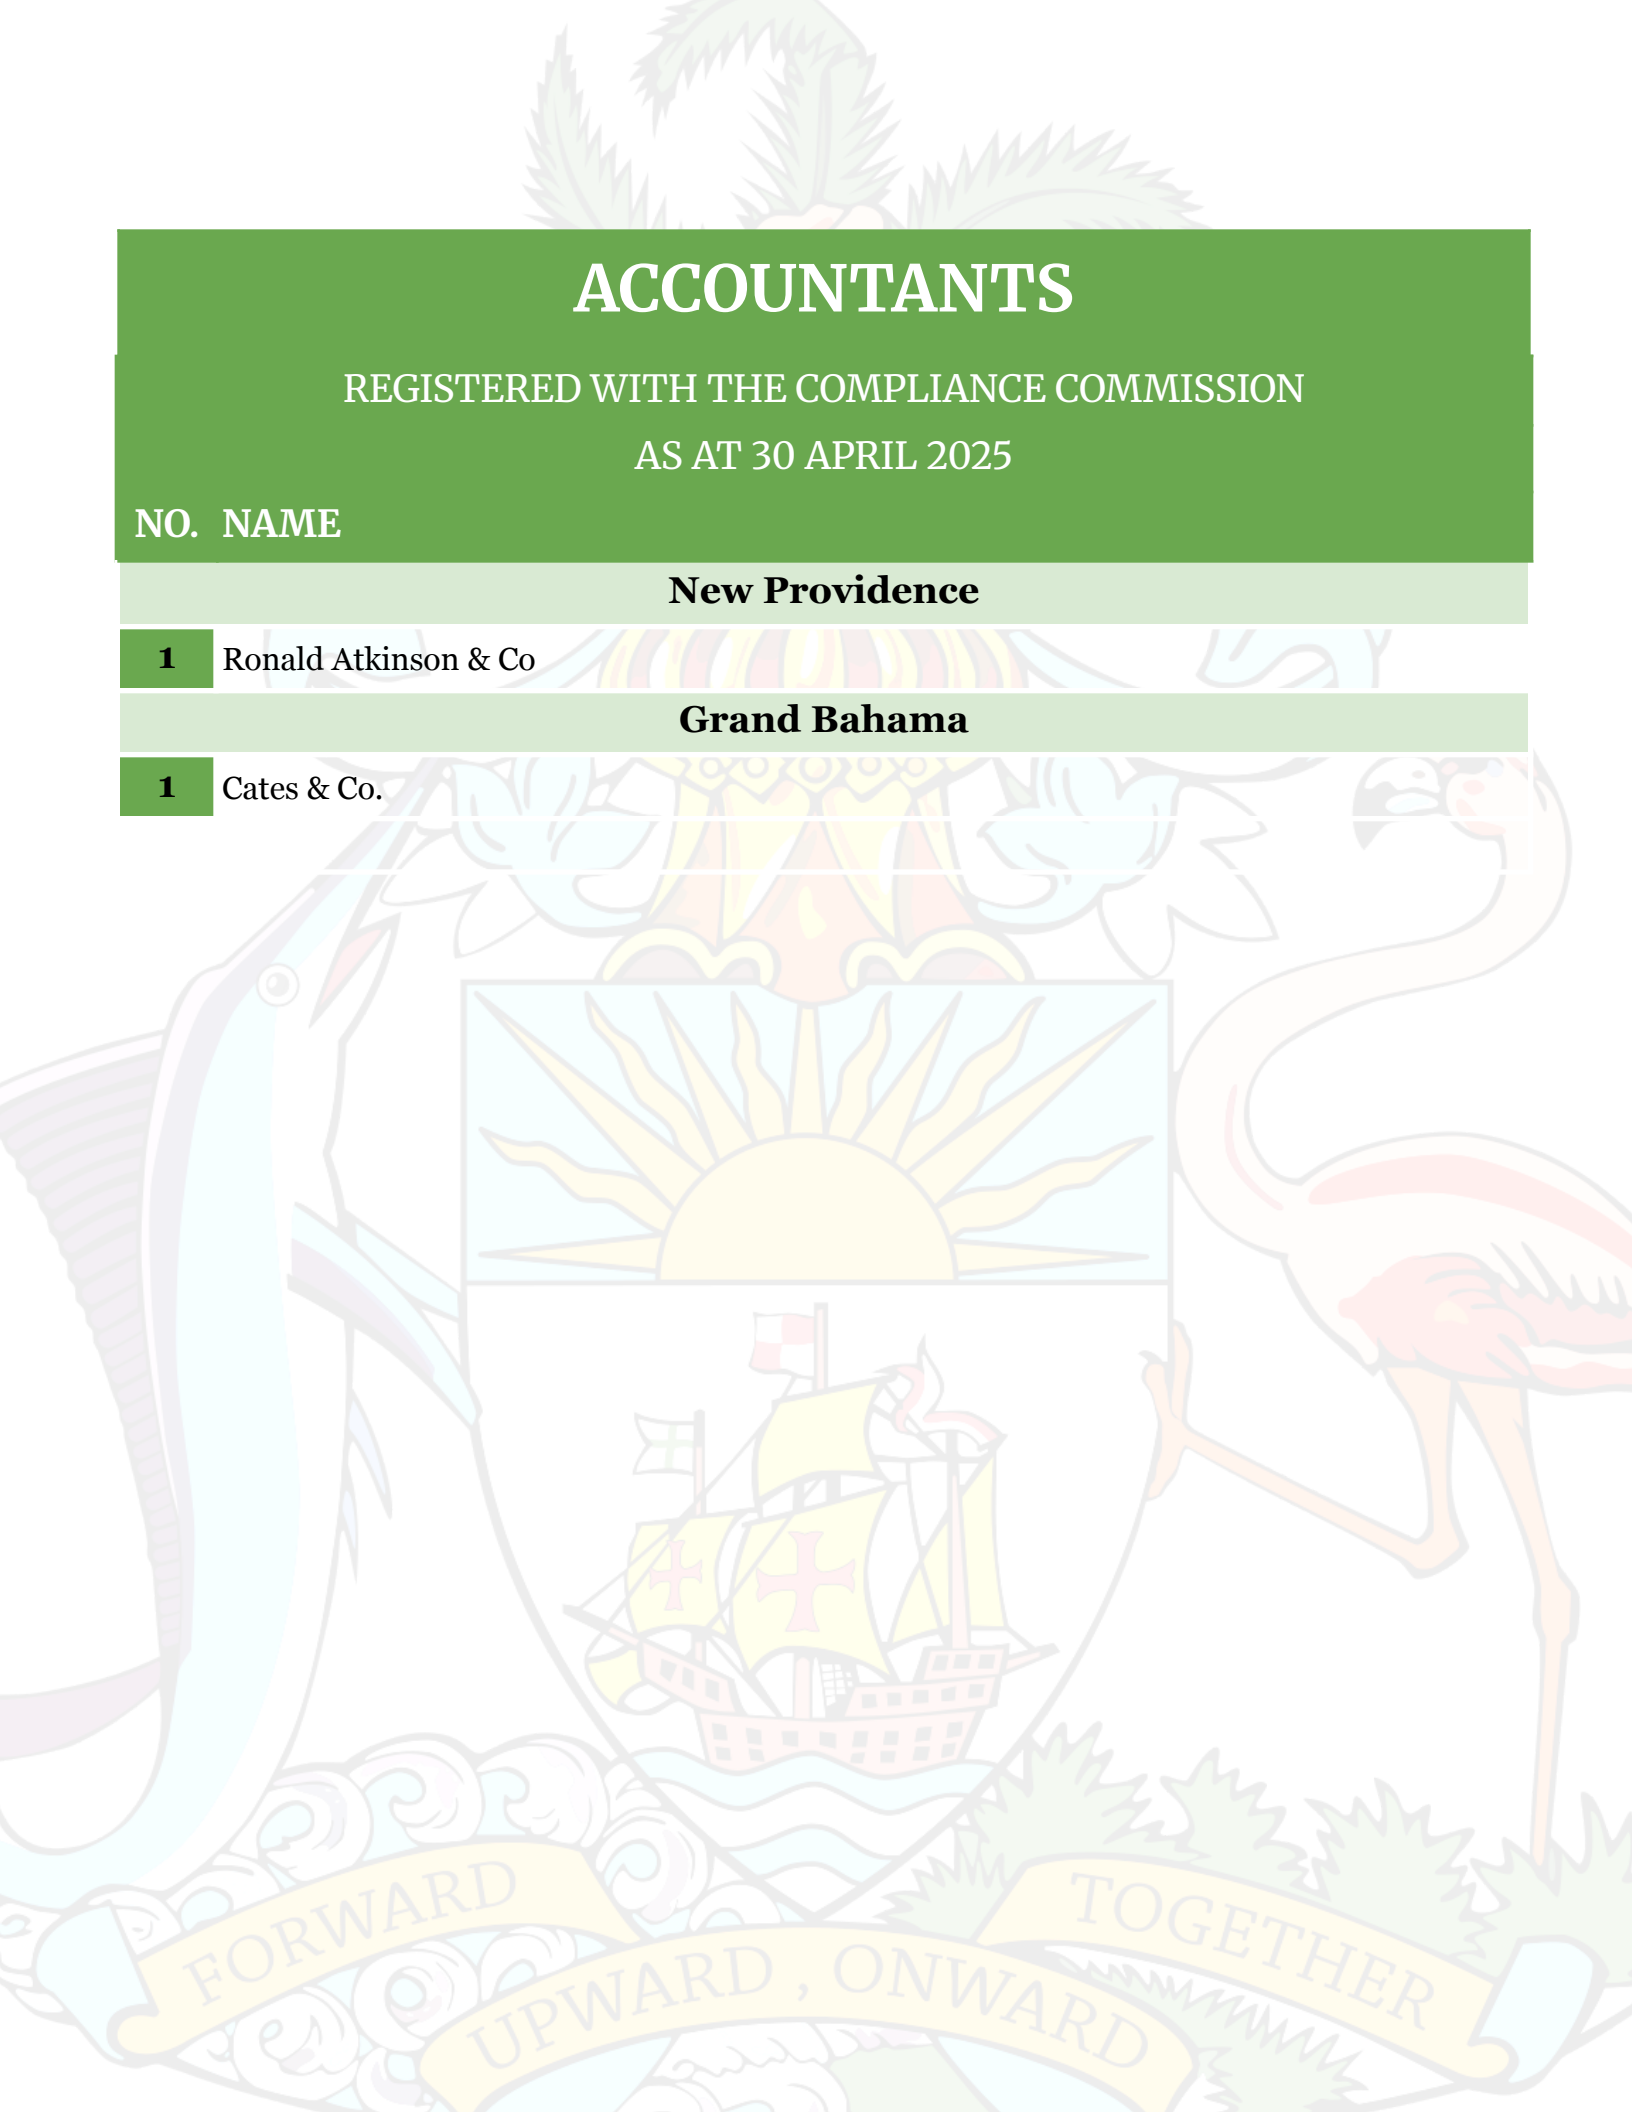 ACCOUNTANTS
REGISTERED WITH THE COMPLIANCE COMMISSION
AS AT 30 APRIL 2025
NO. NAME
New Providence
1 Ronald Atkinson & Co
Grand Bahama
1 Cates & Co.
FORWARD
UPWARD , ONWARD
TOGETHER